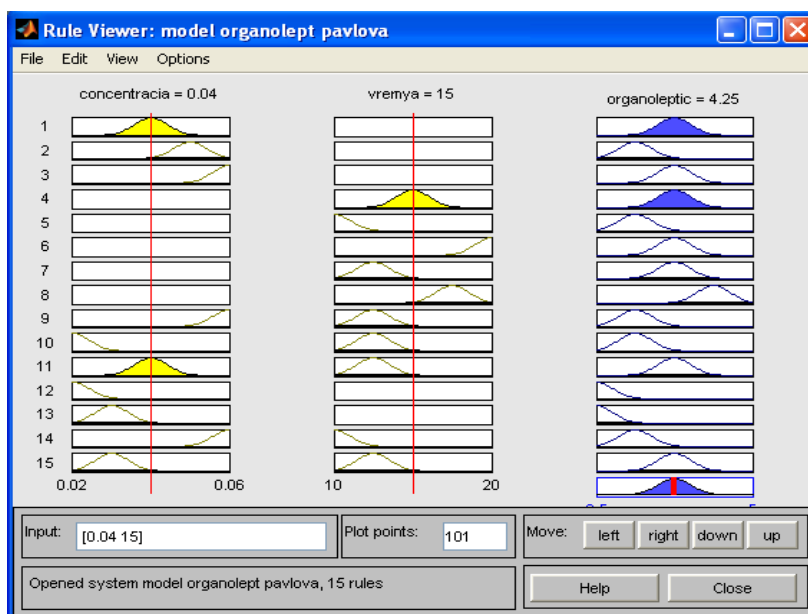 Rule Viewer: model organolept pavlova
File Edit View Options
concentracia = 0.04 vremya = 15 organoleptic = 4.25
1
2
3
4
5
6
7
8
9
10
11
12
13
14
15
0.02 0.06 10 20
Input: [0.04 15] Plot points: 101 Move: left right down up
Opened system model organolept pavlova, 15 rules
Help Close